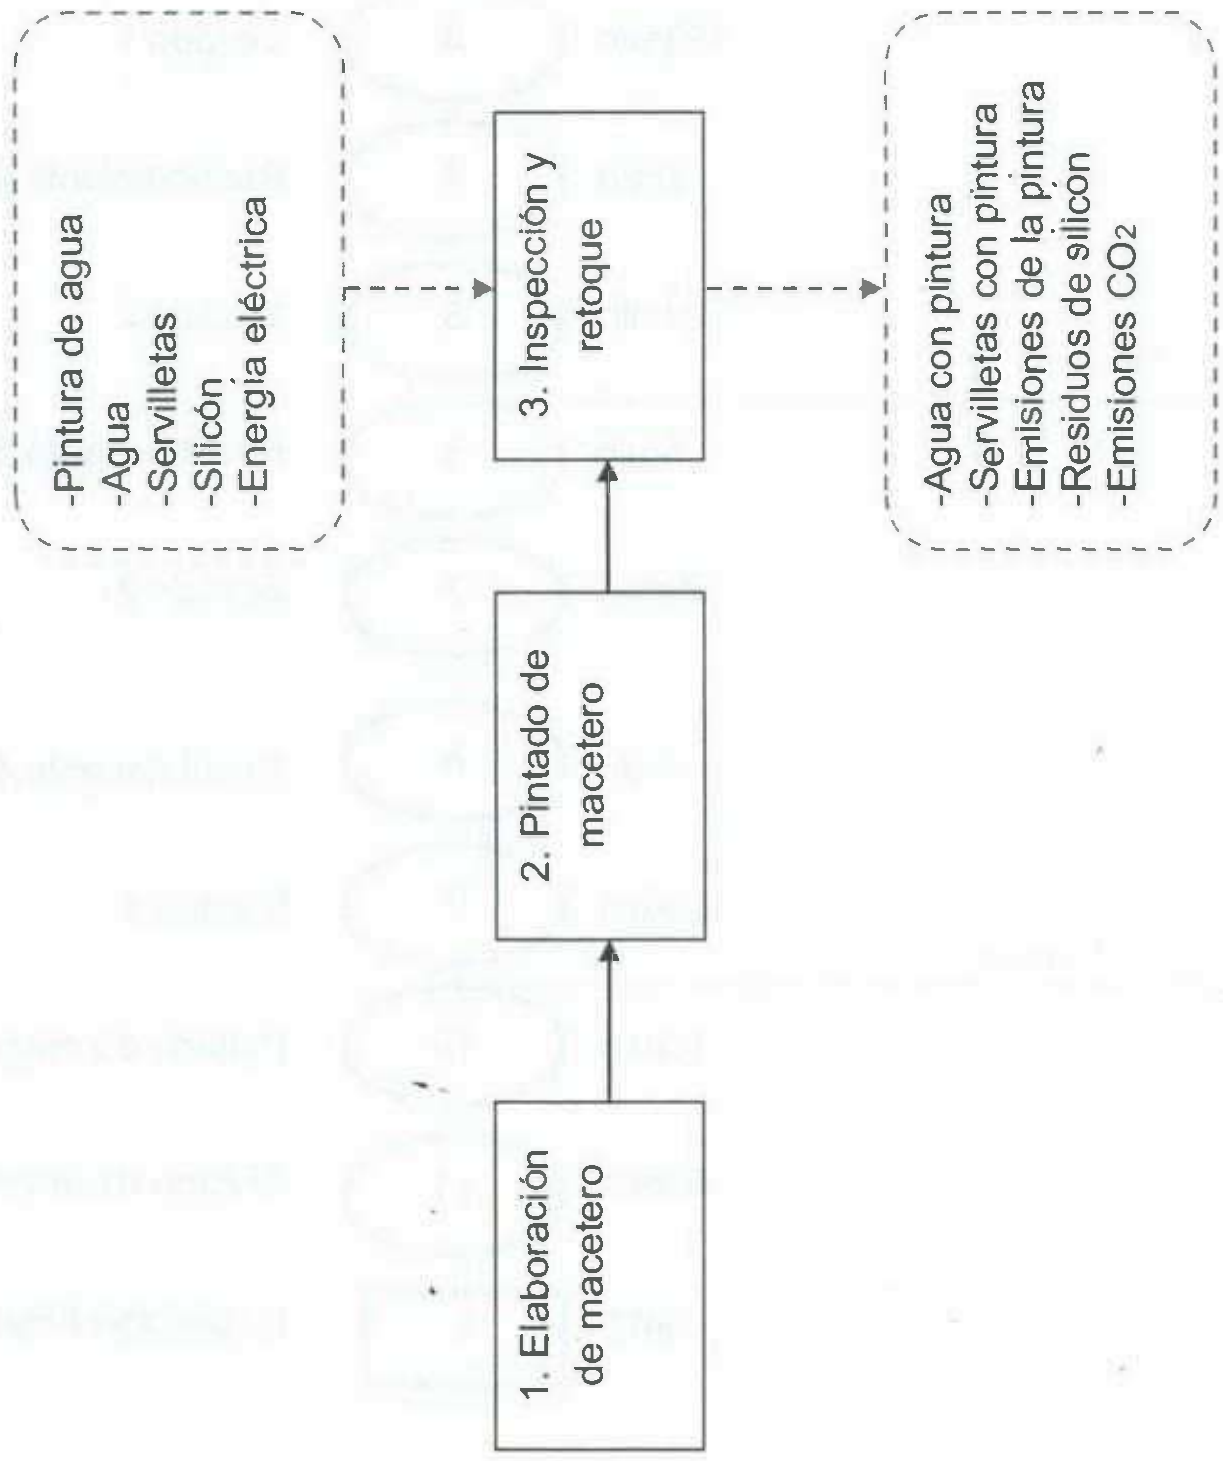 -Pintura de agua
-Agua
-Servilletas
-Silicón
-Energía eléctrica
1. Elaboración
de macetero
2. Pintado de
macetero
3. Inspección y
retoque
-Agua con pintura
-Servilletas con pintura
-Emisiones de la pintura
-Residuos de silicón
-Emisiones CO2